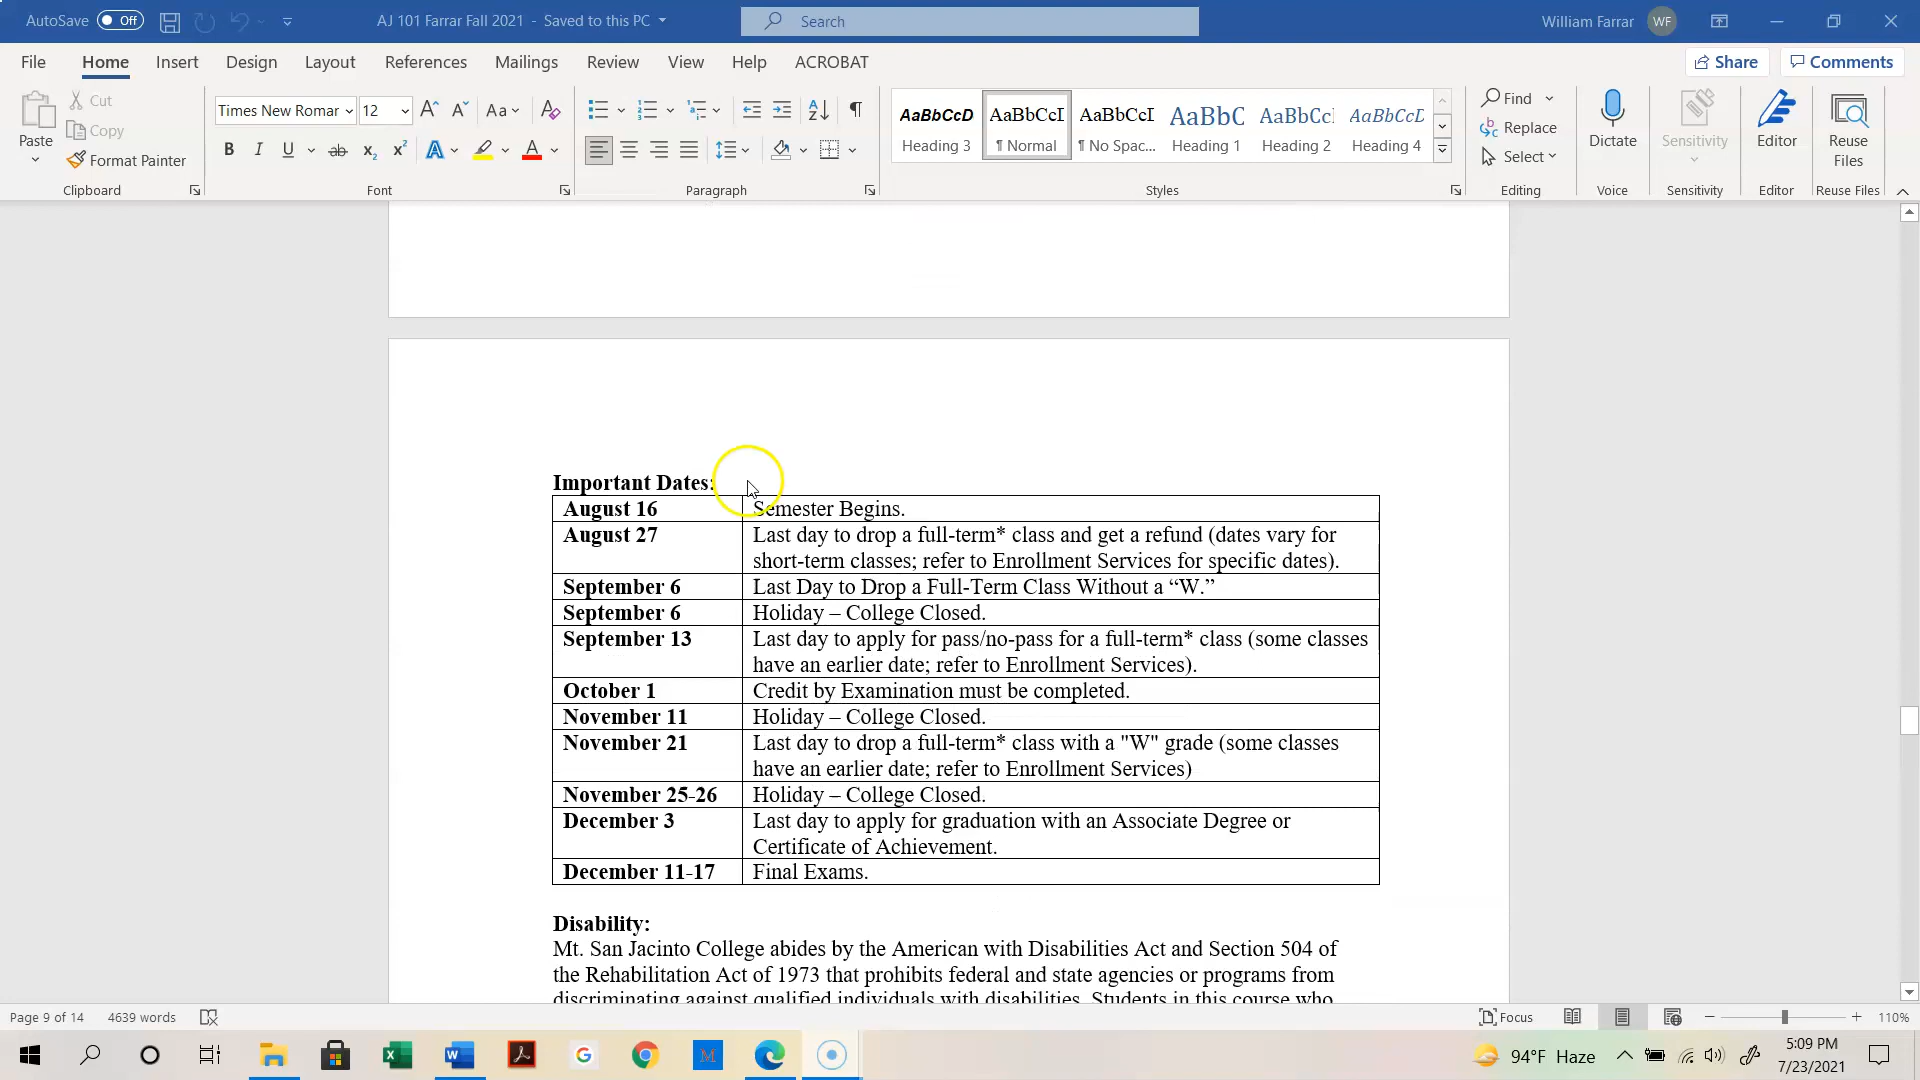 AutoSave Off AJ 101 Farrar Fall 2021 - Saved to this PC Search William Farrar WF
File Home Insert Design Layout References Mailings Review View Help ACROBAT Share Comments
Paste Cut Copy Format Painter
Clipboard
Times New Roman 12
Font
Paragraph
AaBbCcD AaBbCcI AaBbCcI AaBbC AaBbCcI AaBbCcD
Heading 3 ¶ Normal ¶ No Spac... Heading 1 Heading 2 Heading 4
Styles
Find
Replace
Select
Editing
Dictate
Voice
Sensitivity
Sensitivity
Editor
Editor
Reuse Files
Reuse Files
Important Dates:
August 16 Semester Begins.
August 27 Last day to drop a full-term* class and get a refund (dates vary for
short-term classes; refer to Enrollment Services for specific dates).
September 6 Last Day to Drop a Full-Term Class Without a “W.”
September 6 Holiday – College Closed.
September 13 Last day to apply for pass/no-pass for a full-term* class (some classes
have an earlier date; refer to Enrollment Services).
October 1 Credit by Examination must be completed.
November 11 Holiday – College Closed.
November 21 Last day to drop a full-term* class with a "W" grade (some classes
have an earlier date; refer to Enrollment Services)
November 25-26 Holiday – College Closed.
December 3 Last day to apply for graduation with an Associate Degree or
Certificate of Achievement.
December 11-17 Final Exams.
Disability:
Mt. San Jacinto College abides by the American with Disabilities Act and Section 504 of
the Rehabilitation Act of 1973 that prohibits federal and state agencies or programs from
discriminating against qualified individuals with disabilities. Students in this course who
Page 9 of 14 4639 words Focus 110%
94°F Haze 5:09 PM
7/23/2021